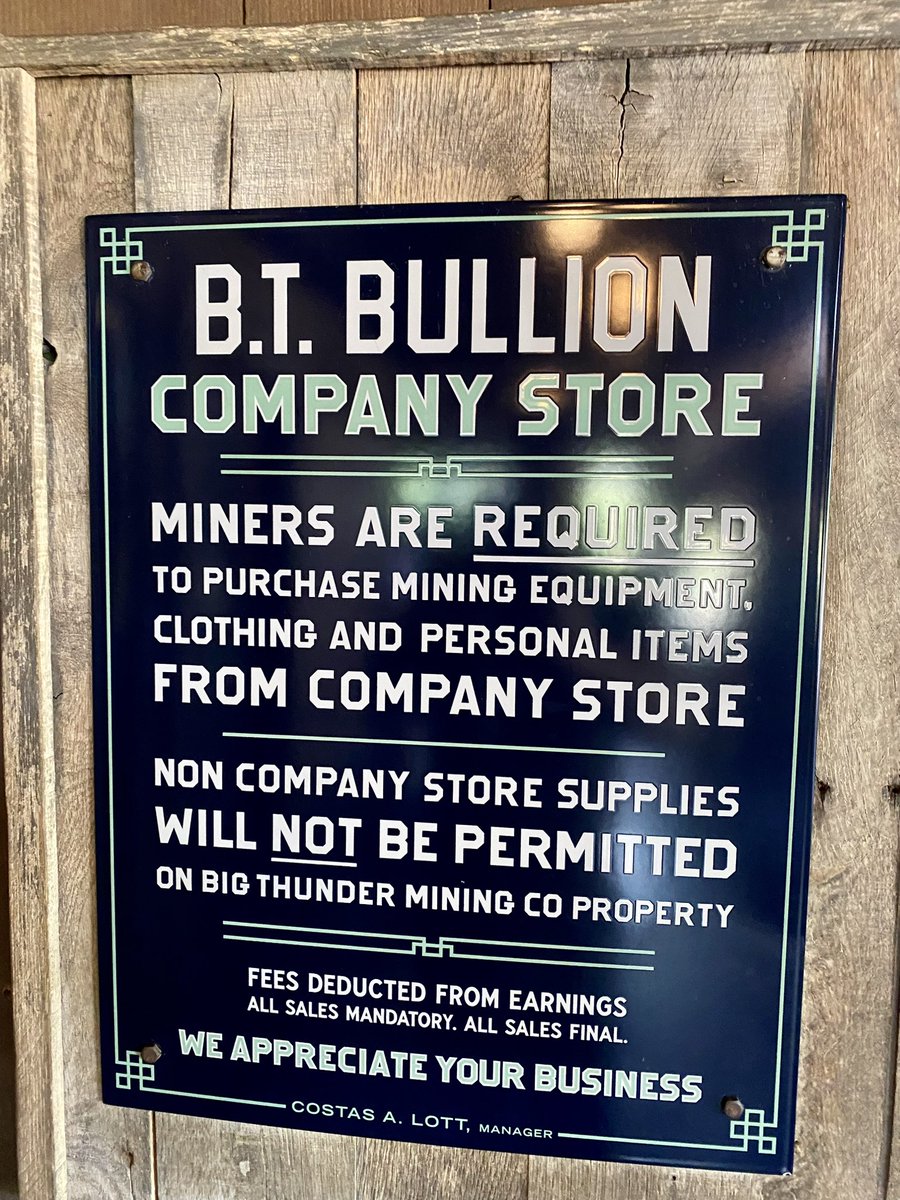 B.T. BULLION
COMPANY STORE
MINERS ARE REQUIRED
TO PURCHASE MINING EQUIPMENT,
CLOTHING AND PERSONAL ITEMS
FROM COMPANY STORE
NON COMPANY STORE SUPPLIES
WILL NOT BE PERMITTED
ON BIG THUNDER MINING CO PROPERTY
FEES DEDUCTED FROM EARNINGS
ALL SALES MANDATORY. ALL SALES FINAL.
WE APPRECIATE YOUR BUSINESS
COSTAS A. LOTT, MANAGER